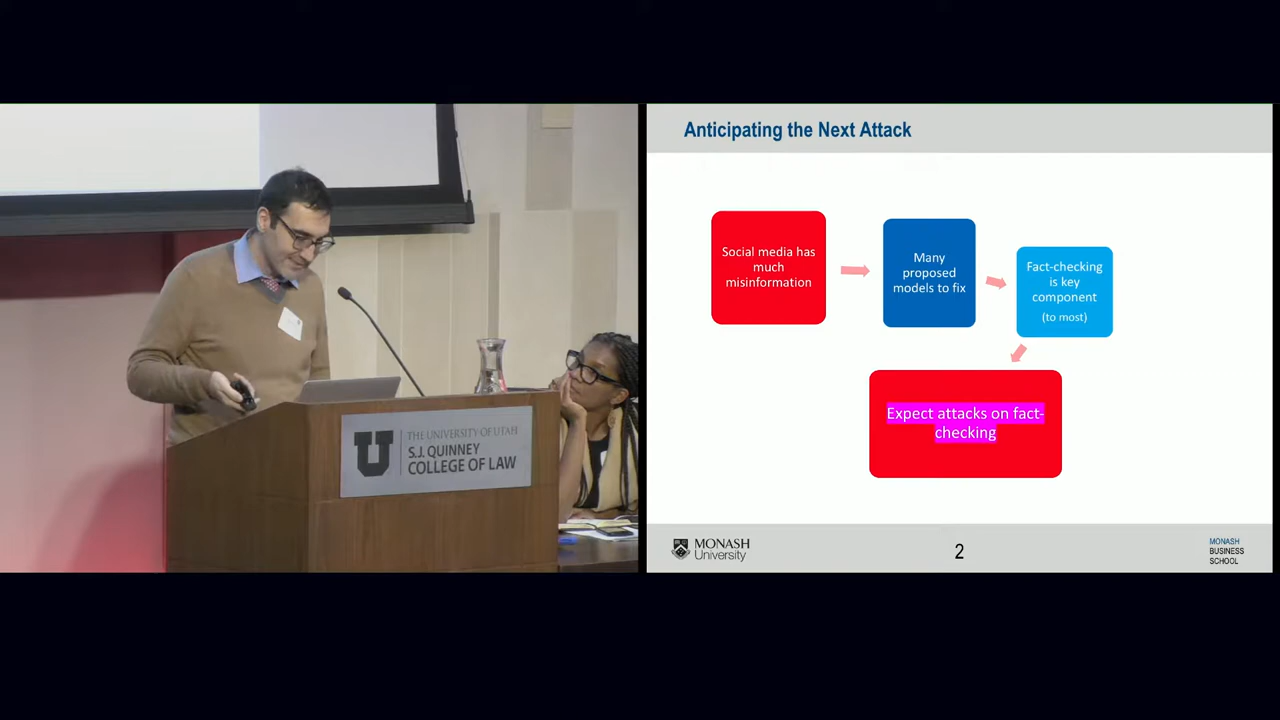 THE UNIVERSITY OF UTAH
S.J. QUINNEY
COLLEGE OF LAW
Anticipating the Next Attack
Social media has
much
misinformation
Many
proposed
models to fix
Fact-checking
is key
component
(to most)
Expect attacks on fact-
checking
MONASH
University
2
MONASH
BUSINESS
SCHOOL